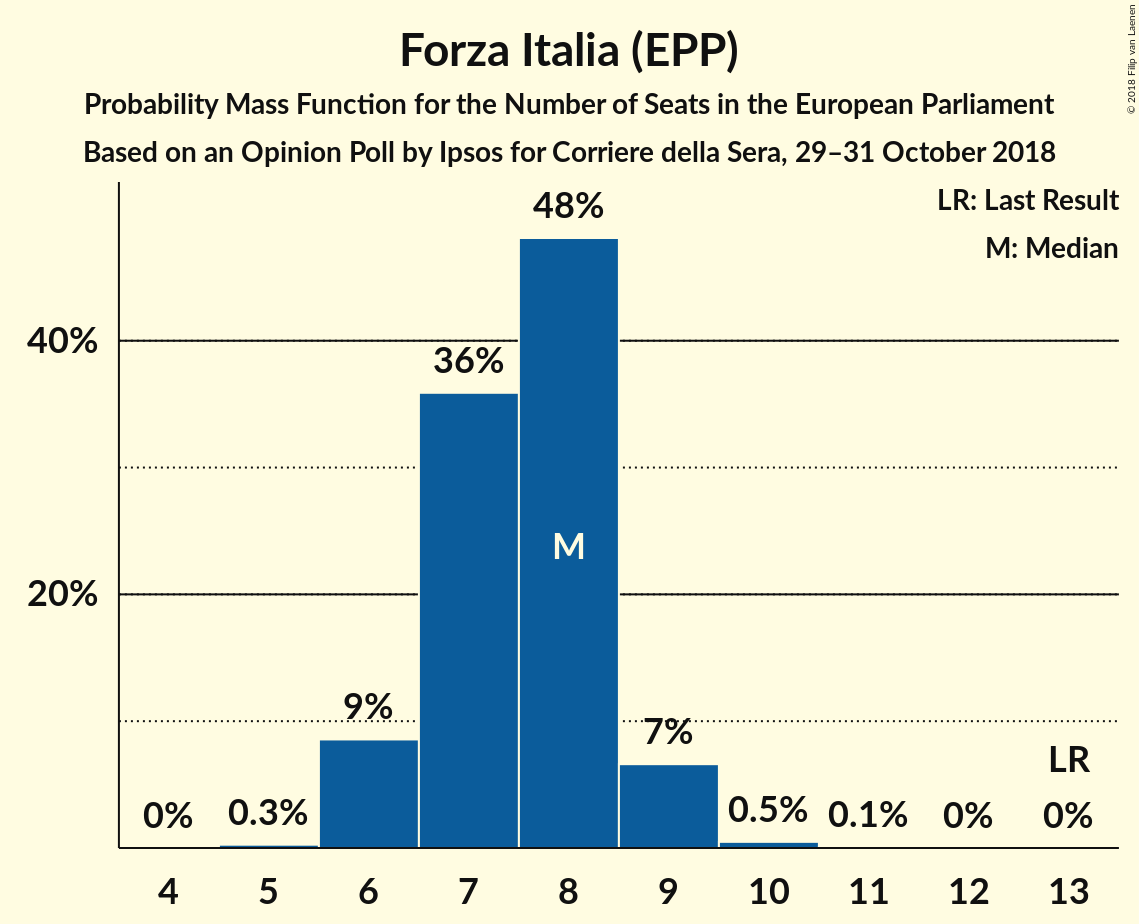 Forza Italia (EPP)
Probability Mass Function for the Number of Seats in the European Parliament
Based on an Opinion Poll by Ipsos for Corriere della Sera, 29–31 October 2018
© 2018 Filip van Laenen
LR: Last Result
M: Median
40%
20%
0%
0.3%
9%
36%
48%
M
7%
0.5%
0.1%
0%
LR
0%
4 5 6 7 8 9 10 11 12 13